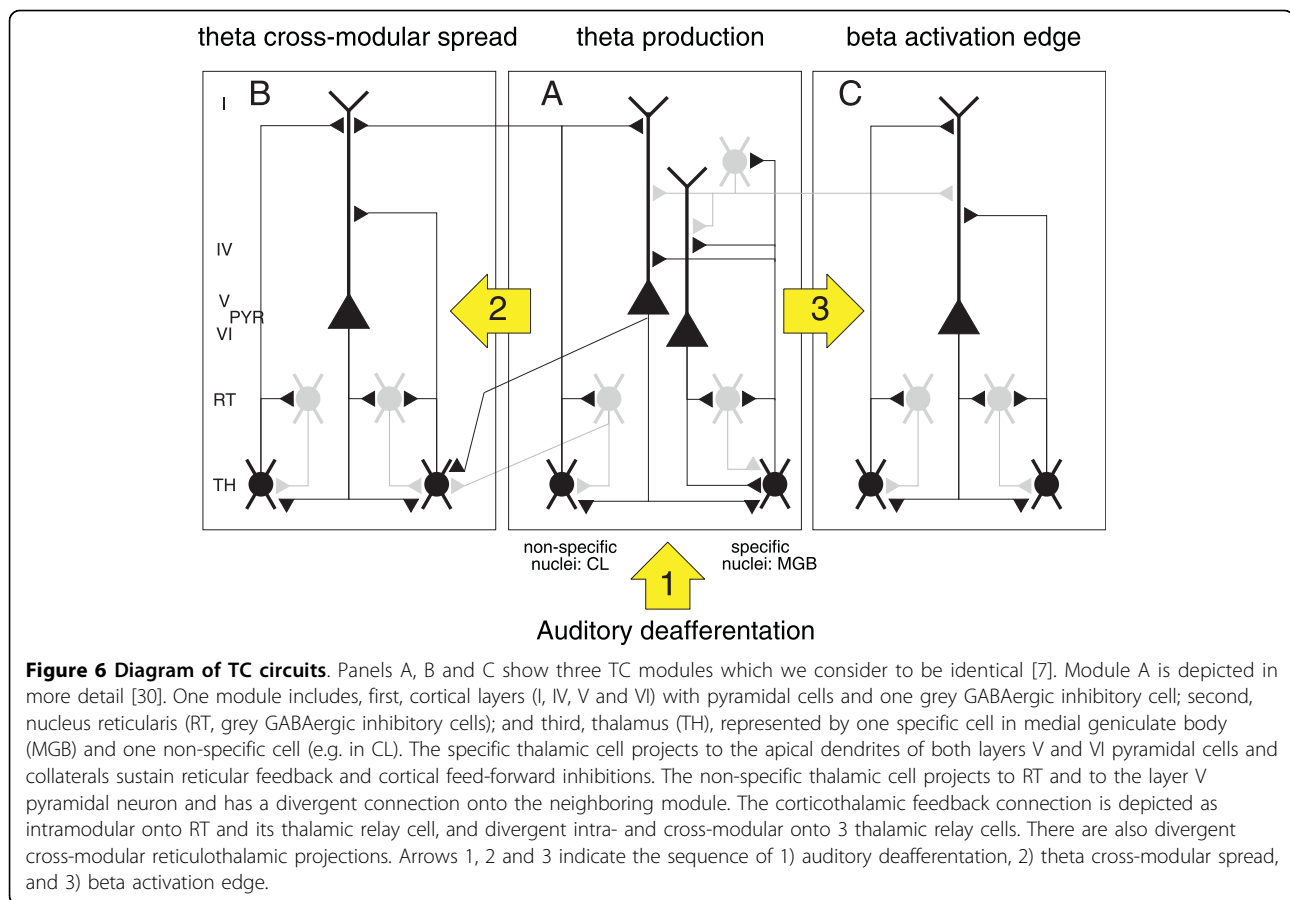 theta cross-modular spread
theta production
beta activation edge
B
A
C
I
IV
V
PYR
VI
RT
TH
2
3
non-specific
nuclei: CL
specific
nuclei: MGB
1
Auditory deafferentation
Figure 6 Diagram of TC circuits. Panels A, B and C show three TC modules which we consider to be identical [7]. Module A is depicted in
more detail [30]. One module includes, first, cortical layers (I, IV, V and VI) with pyramidal cells and one grey GABAergic inhibitory cell; second,
nucleus reticularis (RT, grey GABAergic inhibitory cells); and third, thalamus (TH), represented by one specific cell in medial geniculate body
(MGB) and one non-specific cell (e.g. in CL). The specific thalamic cell projects to the apical dendrites of both layers V and VI pyramidal cells and
collaterals sustain reticular feedback and cortical feed-forward inhibitions. The non-specific thalamic cell projects to RT and to the layer V
pyramidal neuron and has a divergent connection onto the neighboring module. The corticothalamic feedback connection is depicted as
intramodular onto RT and its thalamic relay cell, and divergent intra- and cross-modular onto 3 thalamic relay cells. There are also divergent
cross-modular reticulothalamic projections. Arrows 1, 2 and 3 indicate the sequence of 1) auditory deafferentation, 2) theta cross-modular spread,
and 3) beta activation edge.